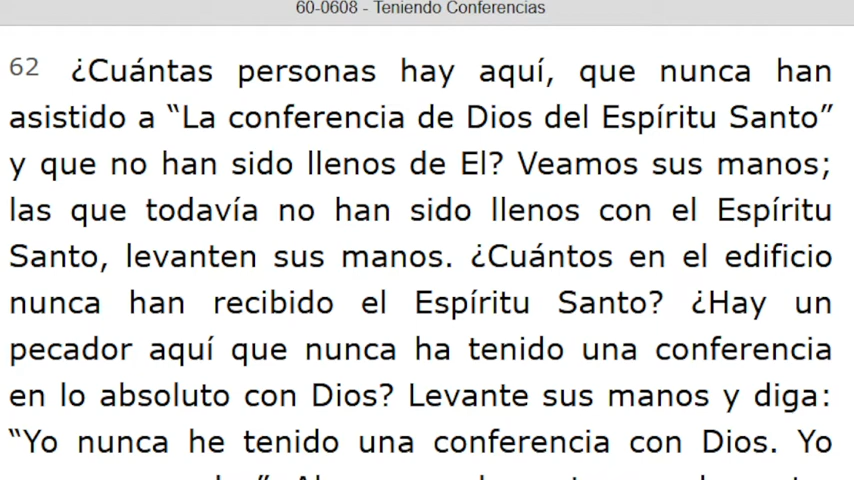 60-0608 - Teniendo Conferencias
62 ¿Cuántas personas hay aquí, que nunca han
asistido a “La conferencia de Dios del Espíritu Santo”
y que no han sido llenos de El? Veamos sus manos;
las que todavía no han sido llenos con el Espíritu
Santo, levanten sus manos. ¿Cuántos en el edificio
nunca han recibido el Espíritu Santo? ¿Hay un
pecador aquí que nunca ha tenido una conferencia
en lo absoluto con Dios? Levante sus manos y diga:
“Yo nunca he tenido una conferencia con Dios. Yo